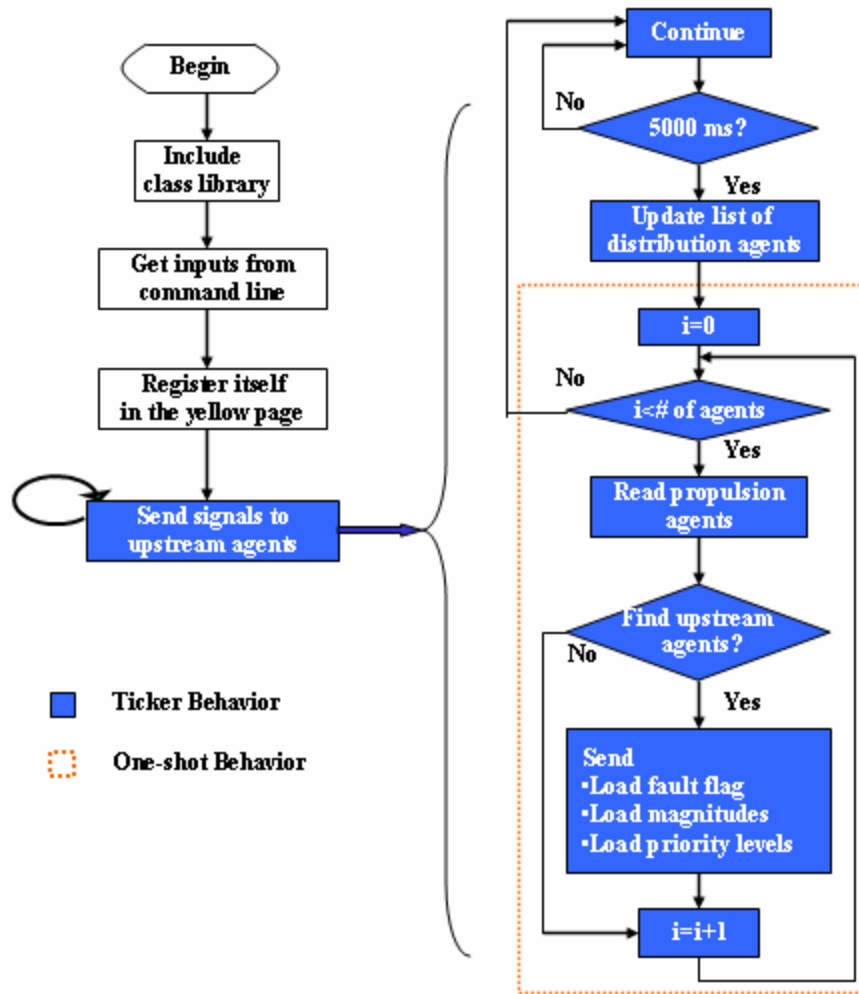 Begin
Include
class library
Get inputs from
command line
Register itself
in the yellow page
Send signals to
upstream agents
Ticker Behavior
One-shot Behavior
Continue
No
5000 ms?
Yes
Update list of
distribution agents
i=0
No
i<# of agents
Yes
Read propulsion
agents
Find upstream
agents?
No
Yes
Send
▪Load fault flag
▪Load magnitudes
▪Load priority levels
i=i+1